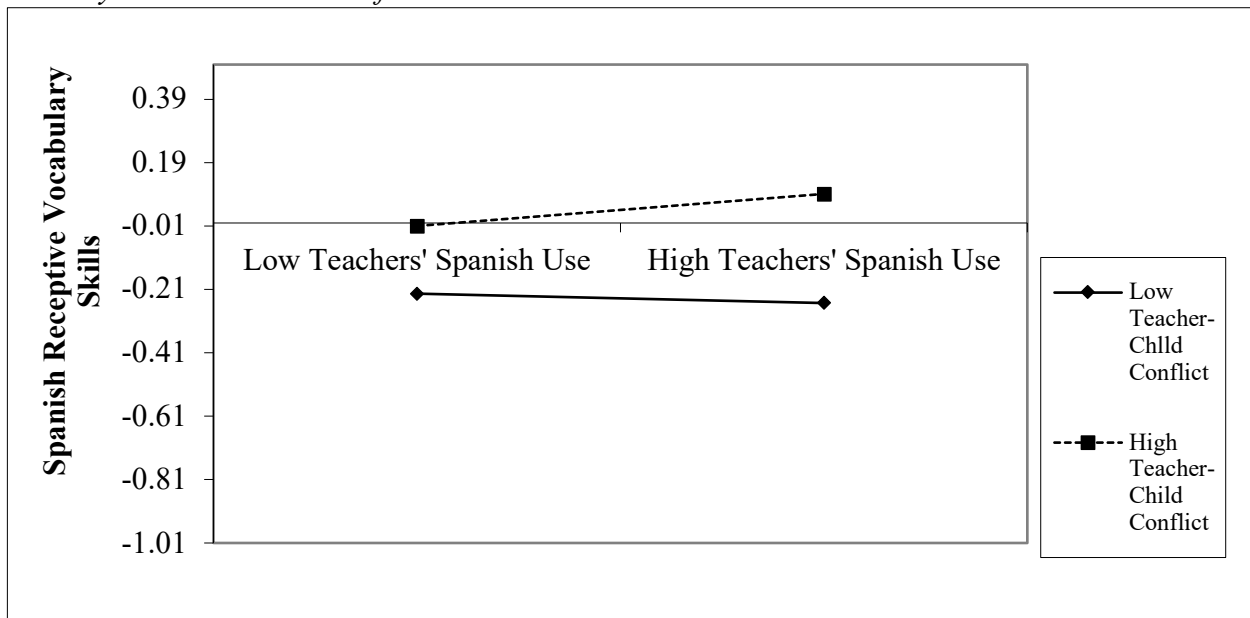 Spanish Receptive Vocabulary
Skills
0.39
0.19
-0.01
-0.21
-0.41
-0.61
-0.81
-1.01
Low Teachers' Spanish Use
High Teachers' Spanish Use
Low
Teacher-
Chlld
Conflict
High
Teacher-
Child
Conflict